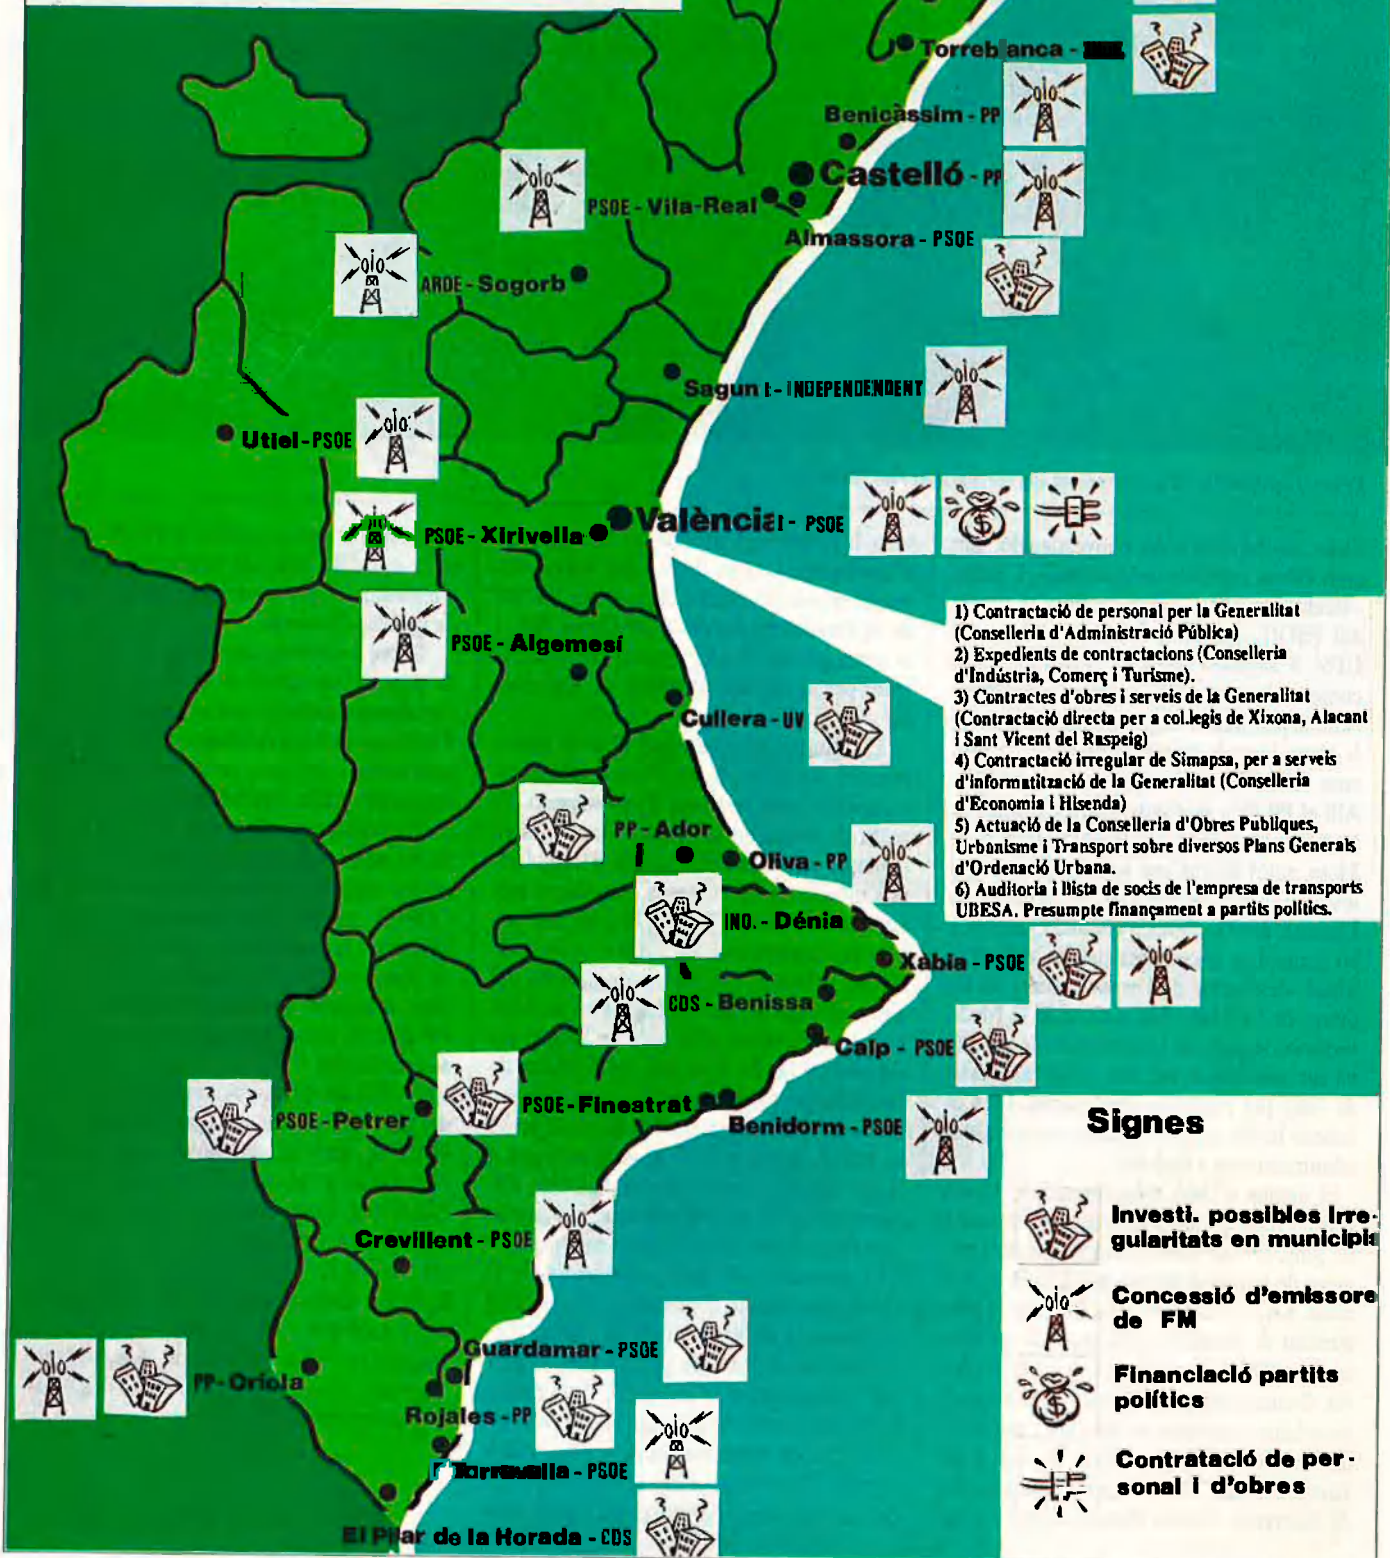 Torreblanca -
Benicàssim - PP
Castelló - PP
PSOE - Vila-Real
Almassora - PSOE
ARDE - Sogorb
Sagunt - INDEPENDENT
Utiel - PSOE
València - PSOE
PSOE - Xirivella
1) Contractació de personal per la Generalitat
(Conselleria d'Administració Pública)
2) Expedients de contractacions (Conselleria
d'Indústria, Comerç i Turisme).
3) Contractes d'obres i serveis de la Generalitat
(Contractació directa per a col.legis de Xixona, Alacant
i Sant Vicent del Raspeig)
4) Contractació irregular de Simapsa, per a serveis
d'informatització de la Generalitat (Conselleria
d'Economia i Hisenda)
5) Actuació de la Conselleria d'Obres Publiques,
Urbanisme i Transport sobre diversos Plans Generals
d'Ordenació Urbana.
6) Auditoria i llista de socis de l'empresa de transports
UBESA. Presumpte finançament a partits polítics.
PSOE - Algemesí
Cullera - UV
PP - Ador
Oliva - PP
IND. - Dénia
Xàbia - PSOE
CDS - Benissa
Calp - PSOE
PSOE - Finestrat
PSOE - Petrer
Benidorm - PSOE
Crevillent - PSOE
Guardamar - PSOE
PP - Oriola
Rojales - PP
Torrevella - PSOE
El Pilar de la Horada - CDS
Signes
Investi. possibles Irre-
gularitats en municipis
Concessió d'emissore
de FM
Financiació partits
polítics
Contratació de per-
sonal i d'obres